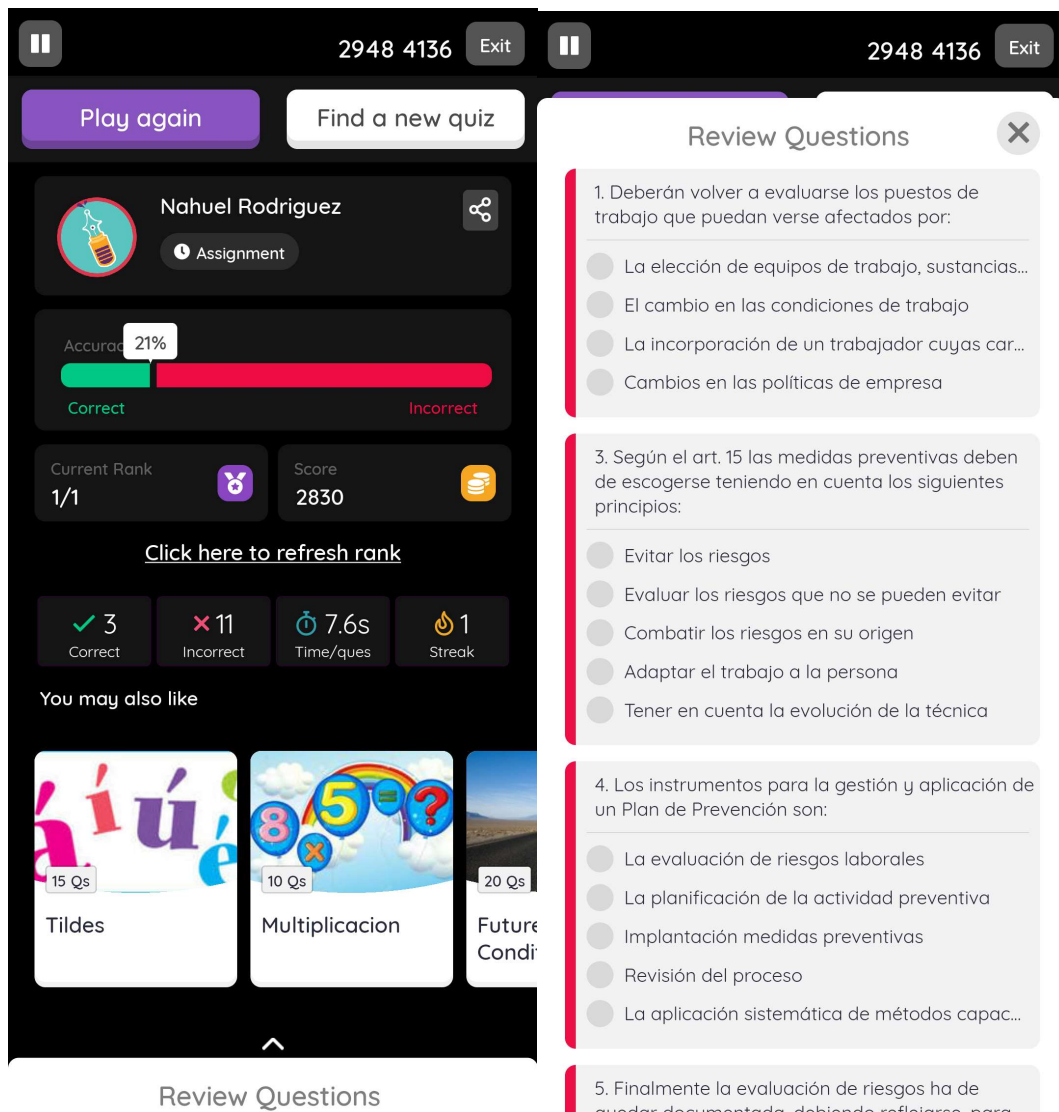 2948 4136 Exit
Play again
Find a new quiz
Nahuel Rodriguez
Assignment
Accurac 21%
Correct
Incorrect
Current Rank
1/1
Score
2830
Click here to refresh rank
3
Correct
11
Incorrect
7.6s
Time/ques
1
Streak
You may also like
á í ú é
15 Qs
Tildes
8 x 5 = ?
10 Qs
Multiplicacion
20 Qs
Future
Condi
Review Questions
2948 4136 Exit
Review Questions
1. Deberán volver a evaluarse los puestos de
trabajo que puedan verse afectados por:
La elección de equipos de trabajo, sustancias...
El cambio en las condiciones de trabajo
La incorporación de un trabajador cuyas car...
Cambios en las políticas de empresa
3. Según el art. 15 las medidas preventivas deben
de escogerse teniendo en cuenta los siguientes
principios:
Evitar los riesgos
Evaluar los riesgos que no se pueden evitar
Combatir los riesgos en su origen
Adaptar el trabajo a la persona
Tener en cuenta la evolución de la técnica
4. Los instrumentos para la gestión y aplicación de
un Plan de Prevención son:
La evaluación de riesgos laborales
La planificación de la actividad preventiva
Implantación medidas preventivas
Revisión del proceso
La aplicación sistemática de métodos capac...
5. Finalmente la evaluación de riesgos ha de
quedar documentada, debiendo reflejarse, para